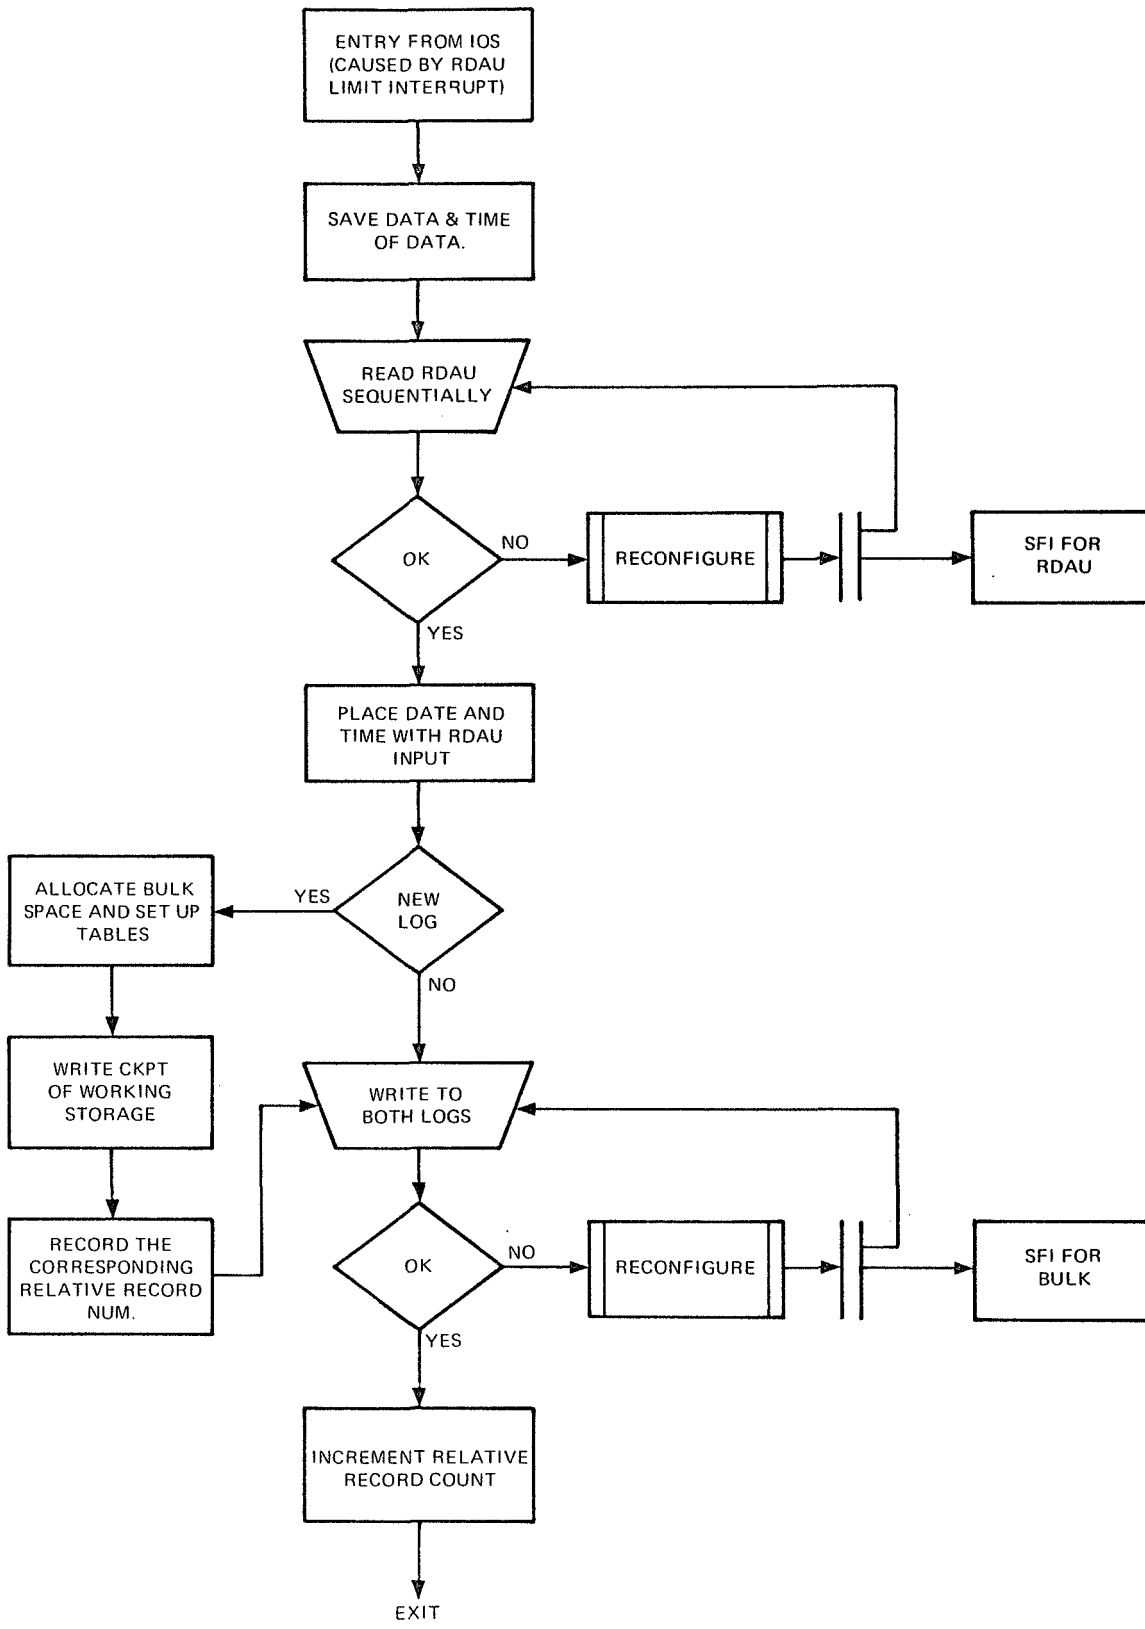 ENTRY FROM IOS
(CAUSED BY RDAU
LIMIT INTERRUPT)
SAVE DATA & TIME
OF DATA.
READ RDAU
SEQUENTIALLY
OK
NO
RECONFIGURE
SFI FOR
RDAU
YES
PLACE DATE AND
TIME WITH RDAU
INPUT
NEW
LOG
YES
ALLOCATE BULK
SPACE AND SET UP
TABLES
NO
WRITE CKPT
OF WORKING
STORAGE
WRITE TO
BOTH LOGS
RECORD THE
CORRESPONDING
RELATIVE RECORD
NUM.
OK
NO
RECONFIGURE
SFI FOR
BULK
YES
INCREMENT RELATIVE
RECORD COUNT
EXIT